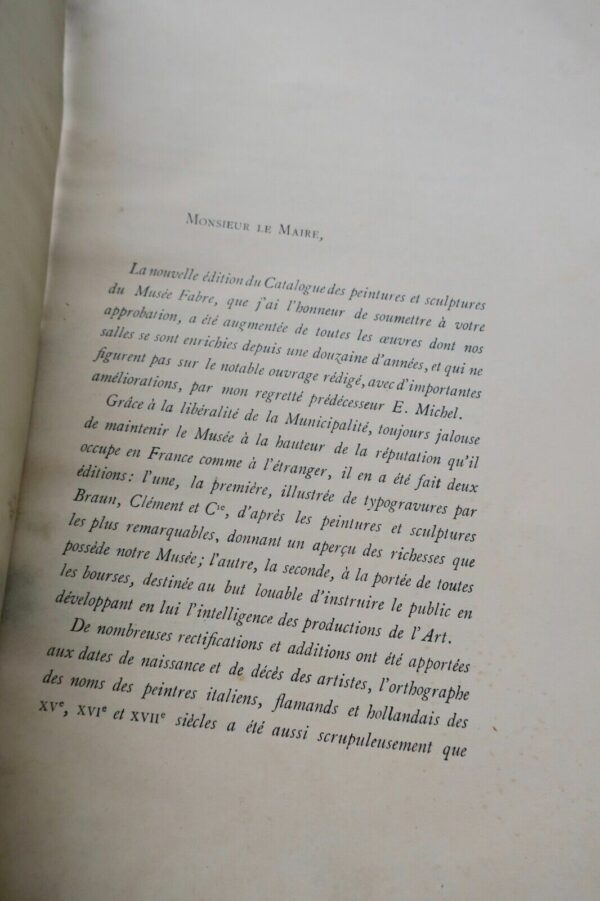 Monsieur le Maire,
La nouvelle édition du Catalogue des peintures et sculptures
du Musée Fabre, que j'ai l'honneur de soumettre à votre
approbation, a été augmentée de toutes les œuvres dont nos
salles se sont enrichies depuis une douzaine d'années, et qui ne
figurent pas sur le notable ouvrage rédigé, avec d'importantes
améliorations, par mon regretté prédécesseur E. Michel.
Grâce à la libéralité de la Municipalité, toujours jalouse
de maintenir le Musée à la hauteur de la réputation qu'il
occupe en France comme à l'étranger, il en a été fait deux
éditions : l'une, la première, illustrée de typogravures par
Braun, Clément et Cie, d'après les peintures et sculptures
les plus remarquables, donnant un aperçu des richesses que
possède notre Musée ; l'autre, la seconde, à la portée de toutes
les bourses, destinée au but louable d'instruire le public en
développant en lui l'intelligence des productions de l'Art.
De nombreuses rectifications et additions ont été apportées
aux dates de naissance et de décès des artistes, l'orthographe
des noms des peintres italiens, flamands et hollandais des
XVe, XVIe et XVIIe siècles a été aussi scrupuleusement que